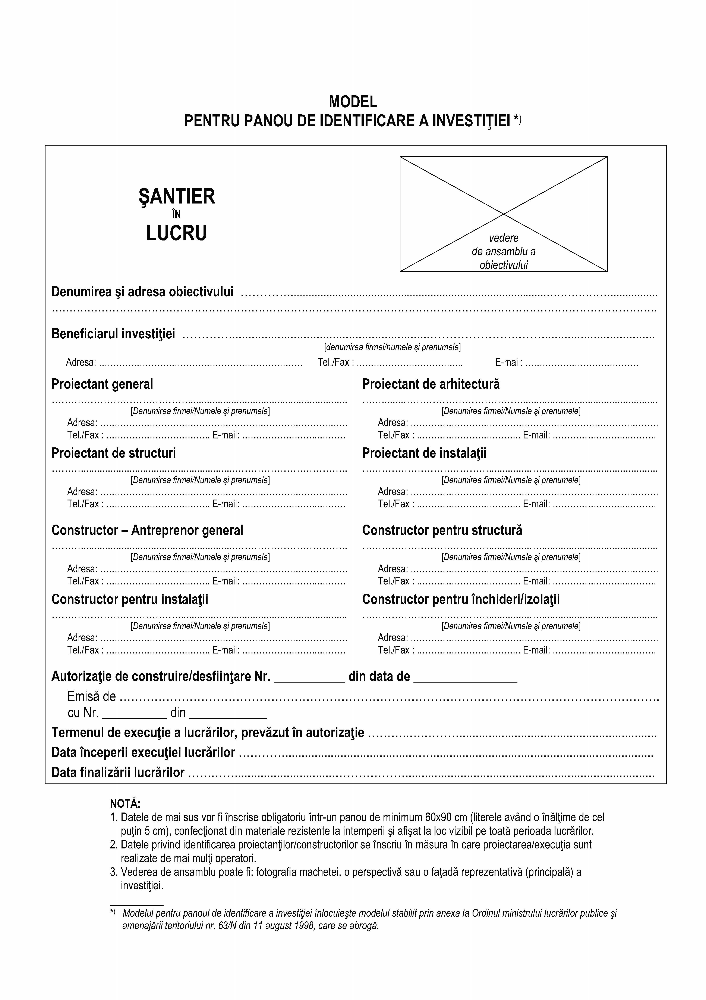 MODEL
PENTRU PANOU DE IDENTIFICARE A INVESTIŢIEI *)
ŞANTIER
ÎN
LUCRU
vedere
de ansamblu a
obiectivului
Denumirea şi adresa obiectivului ……………………………………………………
……………………………………………………………………………………
Beneficiarul investiţiei ……………………………………………………………
[denumirea firmei/numele şi prenumele]
Adresa: …………………………………… Tel./Fax : …………………… E-mail: ……………………
Proiectant general Proiectant de arhitectură
…………………………………………… ……………………………………………
[Denumirea firmei/Numele şi prenumele] [Denumirea firmei/Numele şi prenumele]
Adresa: …………………………………… Adresa: ……………………………………
Tel./Fax : …………………… E-mail: …………………… Tel./Fax : …………………… E-mail: ……………………
Proiectant de structuri Proiectant de instalaţii
…………………………………………… ……………………………………………
[Denumirea firmei/Numele şi prenumele] [Denumirea firmei/Numele şi prenumele]
Adresa: …………………………………… Adresa: ……………………………………
Tel./Fax : …………………… E-mail: …………………… Tel./Fax : …………………… E-mail: ……………………
Constructor – Antreprenor general Constructor pentru structură
…………………………………………… ……………………………………………
[Denumirea firmei/Numele şi prenumele] [Denumirea firmei/Numele şi prenumele]
Adresa: …………………………………… Adresa: ……………………………………
Tel./Fax : …………………… E-mail: …………………… Tel./Fax : …………………… E-mail: ……………………
Constructor pentru instalaţii Constructor pentru închideri/izolaţii
…………………………………………… ……………………………………………
[Denumirea firmei/Numele şi prenumele] [Denumirea firmei/Numele şi prenumele]
Adresa: …………………………………… Adresa: ……………………………………
Tel./Fax : …………………… E-mail: …………………… Tel./Fax : …………………… E-mail: ……………………
Autorizaţie de construire/desfiinţare Nr. ___________ din data de ________________
Emisă de ……………………………………………………………………………
cu Nr. __________ din ____________
Termenul de execuţie a lucrărilor, prevăzut în autorizaţie ……………………………………
Data începerii execuţiei lucrărilor ……………………………………………………
Data finalizării lucrărilor ……………………………………………………………
NOTĂ:
1. Datele de mai sus vor fi înscrise obligatoriu într-un panou de minimum 60x90 cm (literele având o înălţime de cel
puţin 5 cm), confecţionat din materiale rezistente la intemperii şi afişat la loc vizibil pe toată perioada lucrărilor.
2. Datele privind identificarea proiectanţilor/constructorilor se înscriu în măsura în care proiectarea/execuţia sunt
realizate de mai mulţi operatori.
3. Vederea de ansamblu poate fi: fotografia machetei, o perspectivă sau o faţadă reprezentativă (principală) a
investiţiei.
*) Modelul pentru panoul de identificare a investiţiei înlocuieşte modelul stabilit prin anexa la Ordinul ministrului lucrărilor publice şi
amenajării teritoriului nr. 63/N din 11 august 1998, care se abrogă.